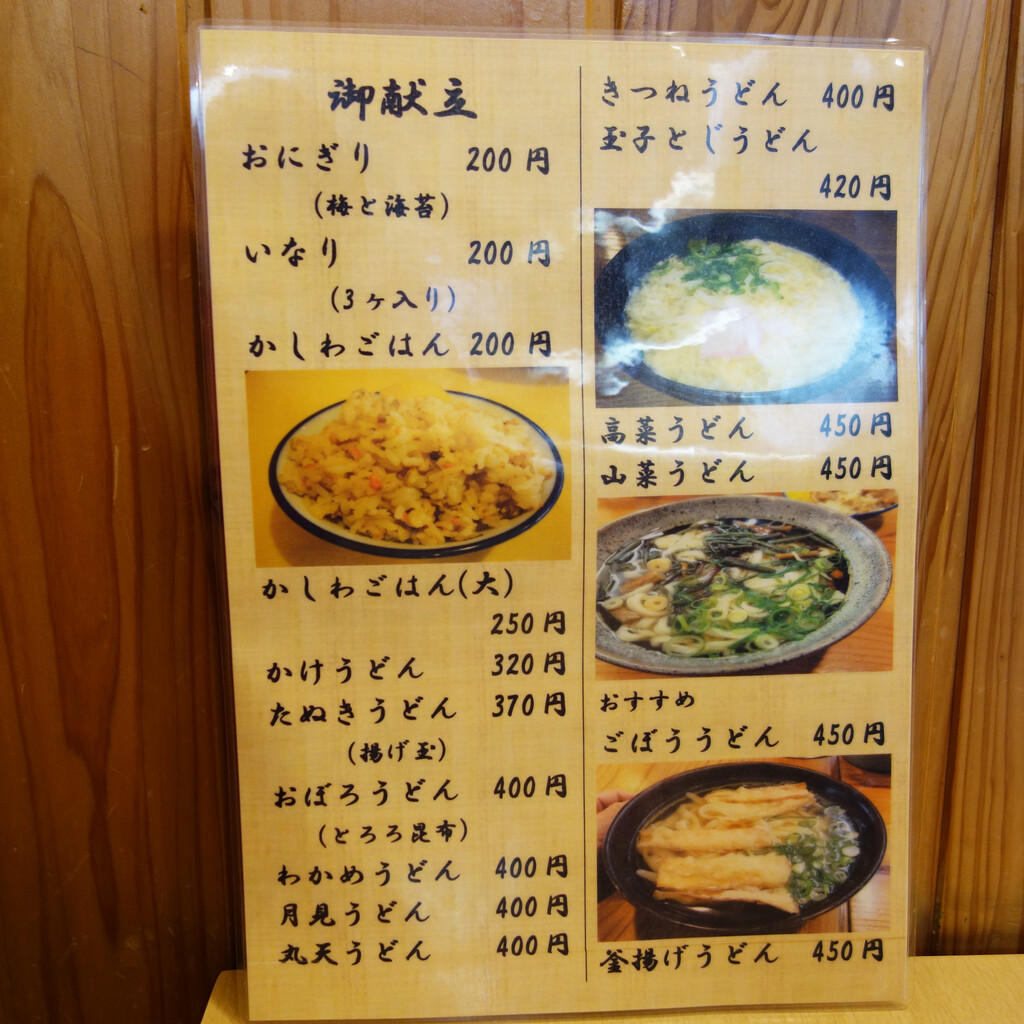 御献立
おにぎり 200円
(梅と海苔)
いなり 200円
(3ヶ入り)
かしわごはん 200円
かしわごはん(大)
250円
かけうどん 320円
たぬきうどん 370円
(揚げ玉)
おぼろうどん 400円
(とろろ昆布)
わかめうどん 400円
月見うどん 400円
丸天うどん 400円
きつねうどん 400円
玉子とじうどん
420円
高菜うどん 450円
山菜うどん 450円
おすすめ
ごぼううどん 450円
釜揚げうどん 450円